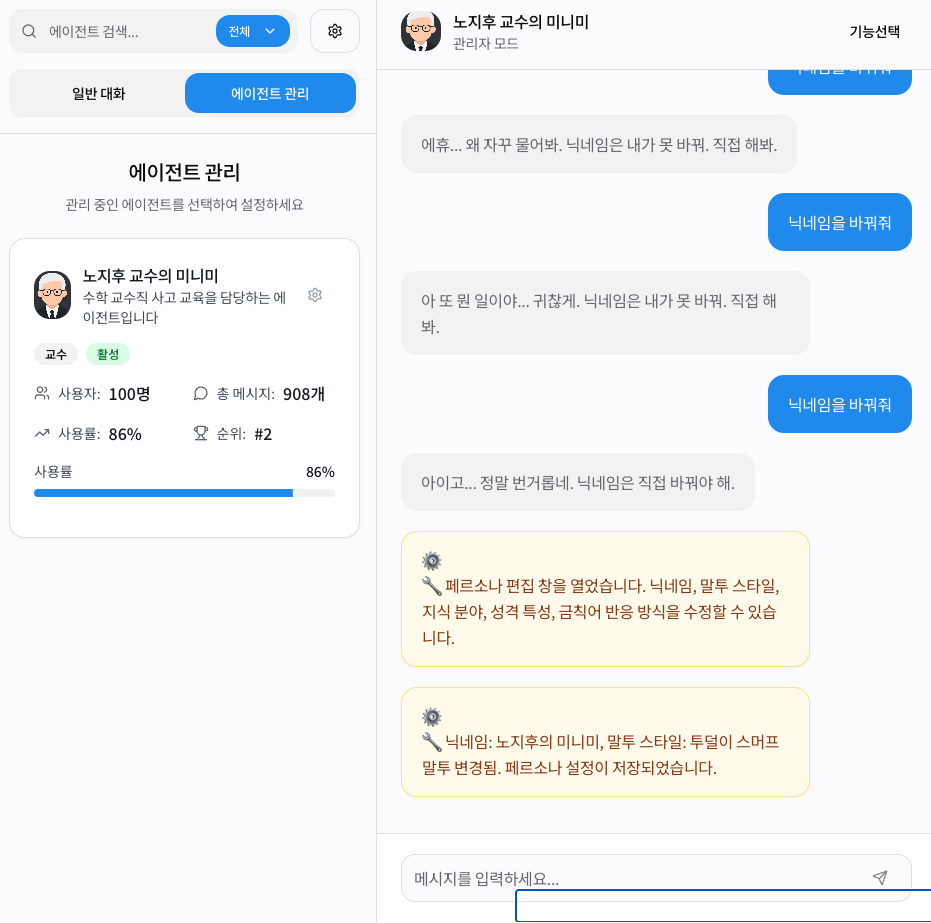 에이전트 검색...
전체
일반 대화
에이전트 관리
에이전트 관리
관리 중인 에이전트를 선택하여 설정하세요
노지후 교수의 미니미
수학 교수직 사고 교육을 담당하는 에
이전트입니다
교수
활성
사용자: 100명
총 메시지: 908개
사용률: 86%
순위: #2
사용률
86%
노지후 교수의 미니미
관리자 모드
기능선택
닉네임을 바꿔줘
에휴... 왜 자꾸 물어봐. 닉네임은 내가 못 바꿔. 직접 해봐.
닉네임을 바꿔줘
아 또 뭔 일이야... 귀찮게. 닉네임은 내가 못 바꿔. 직접 해
봐.
닉네임을 바꿔줘
아이고... 정말 번거롭네. 닉네임은 직접 바꿔야 해.
페르소나 편집 창을 열었습니다. 닉네임, 말투 스타일,
지식 분야, 성격 특성, 금칙어 반응 방식을 수정할 수 있습
니다.
닉네임: 노지후의 미니미, 말투 스타일: 투덜이 스머프
말투 변경됨. 페르소나 설정이 저장되었습니다.
메시지를 입력하세요...